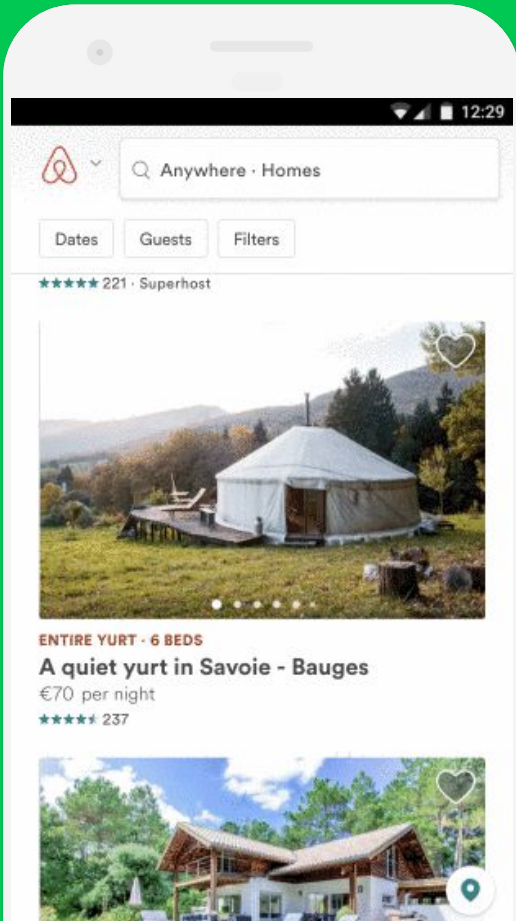 12:29
Anywhere · Homes
Dates Guests Filters
221 · Superhost
ENTIRE YURT · 6 BEDS
A quiet yurt in Savoie - Bauges
€70 per night
237